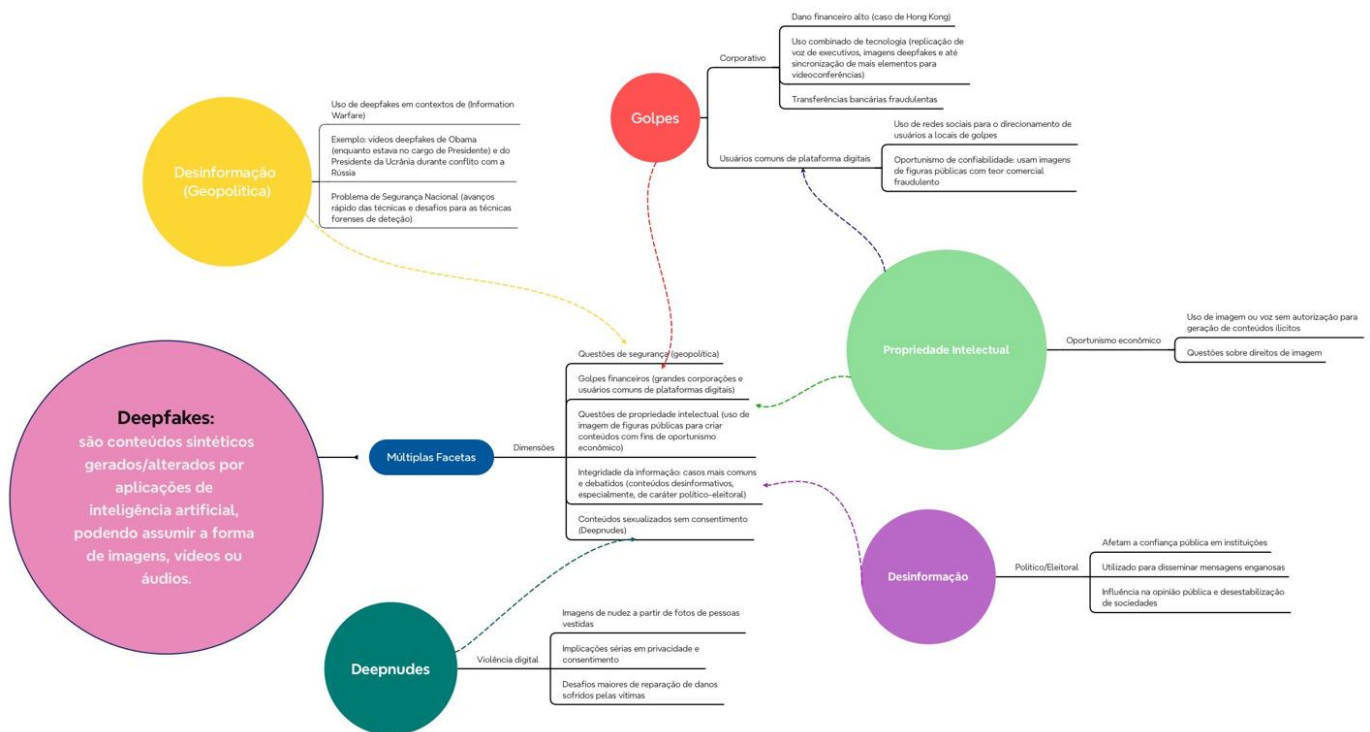 Dano financeiro alto (caso de Hong Kong)
Uso combinado de tecnologia (replicação de
voz de executivos, imagens deepfakes e até
sincronização de mais elementos para
videoconferências)
Corporativo
Transferências bancárias fraudulentas
Golpes
Uso de redes sociais para o direcionamento de
usuários a locais de golpes
Usuários comuns de plataforma digitais
Oportunismo de confiabilidade: usam imagens
de figuras públicas com teor comercial
fraudulento
Desinformação
(Geopolítica)
Uso de deepfakes em contextos de (Information
Warfare)
Exemplo: vídeos deepfakes de Obama
(enquanto estava no cargo de Presidente) e do
Presidente da Ucrânia durante conflito com a
Rússia
Problema de Segurança Nacional (avanços
rápido das técnicas e desafios para as técnicas
forenses de deteção)
Propriedade Intelectual
Oportunismo econômico
Uso de imagem ou voz sem autorização para
geração de conteúdos ilícitos
Questões sobre direitos de imagem
Deepfakes:
são conteúdos sintéticos
gerados/alterados por
aplicações de
inteligência artificial,
podendo assumir a forma
de imagens, vídeos ou
áudios.
Múltiplas Facetas
Dimensões
Questões de segurança (geopolítica)
Golpes financeiros (grandes corporações e
usuários comuns de plataformas digitais)
Questões de propriedade intelectual (uso de
imagem de figuras públicas para criar
conteúdos com fins de oportunismo
econômico)
Integridade da informação: casos mais comuns
e debatidos (conteúdos desinformativos,
especialmente, de caráter político-eleitoral)
Conteúdos sexualizados sem consentimento
(Deepnudes)
Desinformação
Político/Eleitoral
Afetam a confiança pública em instituições
Utilizado para disseminar mensagens enganosas
Influência na opinião pública e desestabilização
de sociedades
Deepnudes
Violência digital
Imagens de nudez a partir de fotos de pessoas
vestidas
Implicações sérias em privacidade e
consentimento
Desafios maiores de reparação de danos
sofridos pelas vítimas